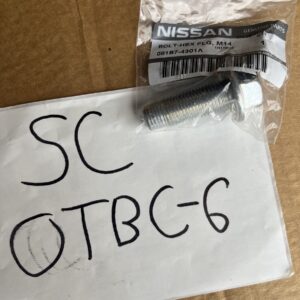 NISSAN
BOLT-HEX FLG, M14
08187-4301A
SC
OTBC-6